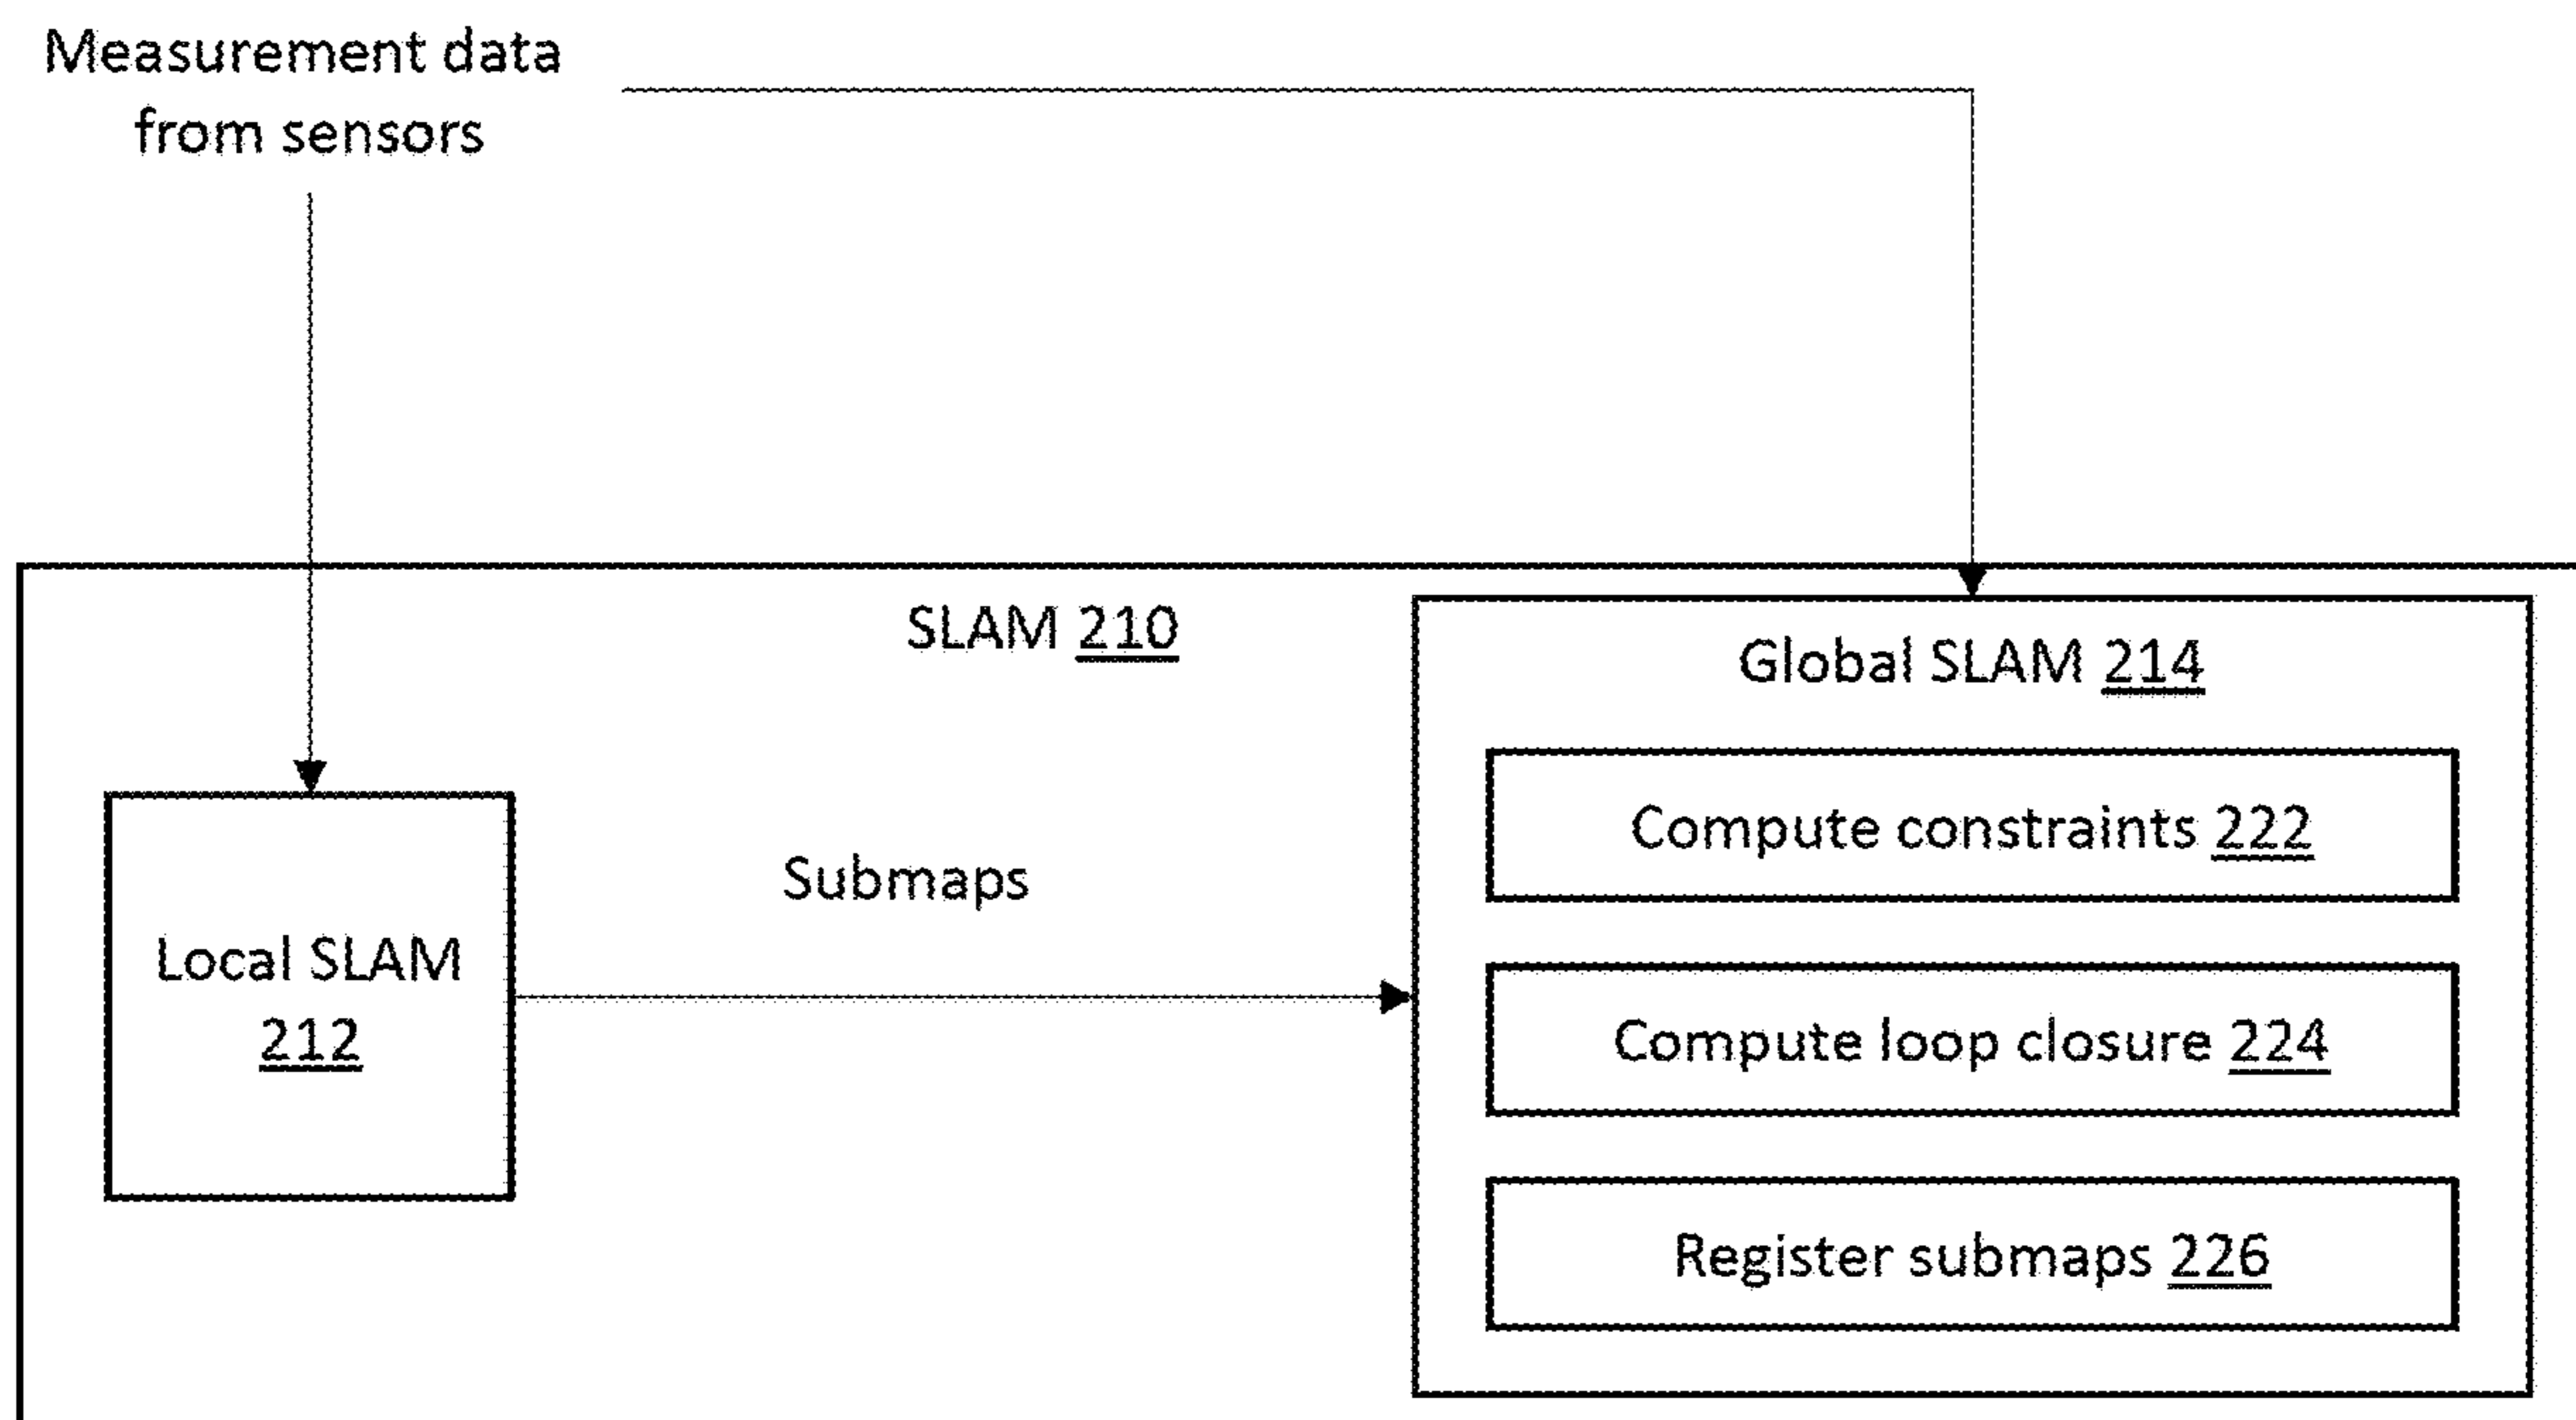 Measurement data
from sensors
SLAM 210
Global SLAM 214
Compute constraints 222
Submaps
Local SLAM
212
Compute loop closure 224
Register submaps 226